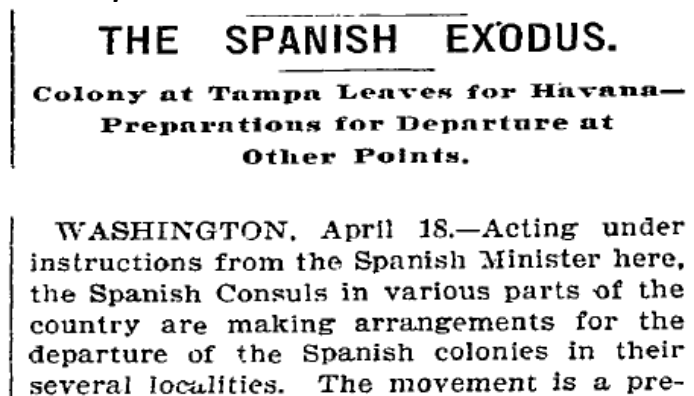 THE SPANISH EXODUS.
Colony at Tampa Leaves for Havana—
Preparations for Departure at
Other Points.
WASHINGTON, April 18.—Acting under
instructions from the Spanish Minister here,
the Spanish Consuls in various parts of the
country are making arrangements for the
departure of the Spanish colonies in their
several localities. The movement is a pre-